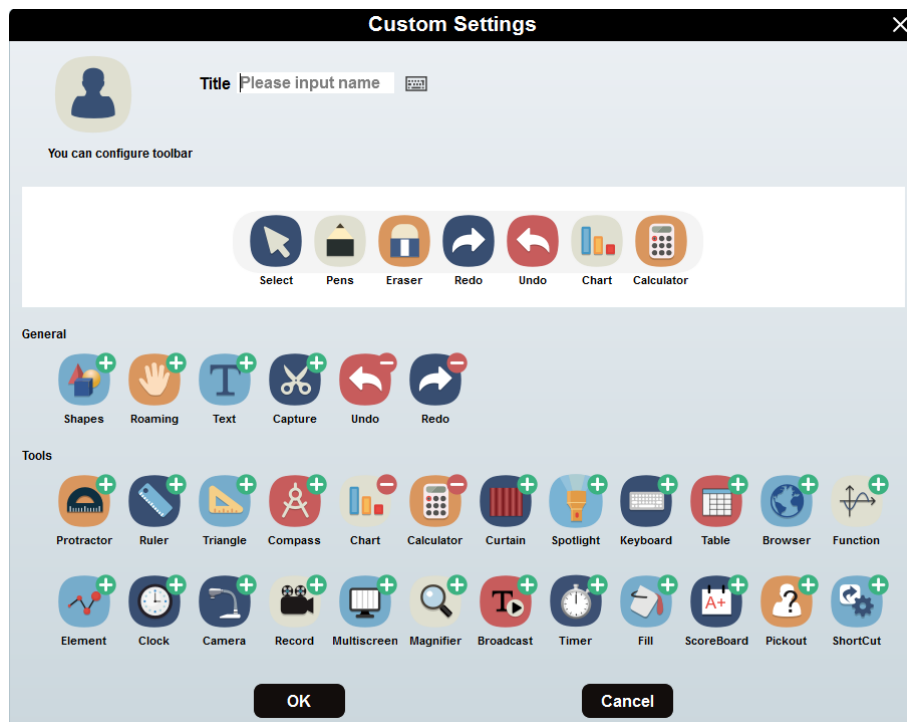 Custom Settings
Title Please input name
You can configure toolbar
Select Pens Eraser Redo Undo Chart Calculator
General
Shapes Roaming Text Capture Undo Redo
Tools
Protractor Ruler Triangle Compass Chart Calculator Curtain Spotlight Keyboard Table Browser Function
Element Clock Camera Record Multiscreen Magnifier Broadcast Timer Fill ScoreBoard Pickout ShortCut
OK Cancel